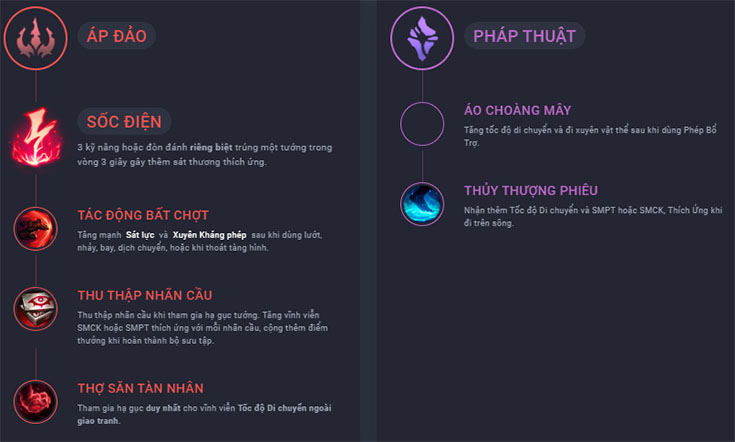 ÁP ĐẢO
SỐC ĐIỆN
3 kỹ năng hoặc đòn đánh riêng biệt trúng một tướng trong
vòng 3 giây gây thêm sát thương thích ứng.
TÁC ĐỘNG BẤT CHỢT
Tăng mạnh Sát lực và Xuyên Kháng phép sau khi dùng lướt,
nhảy, bay, dịch chuyển, hoặc khi thoát tàng hình.
THU THẬP NHÃN CẦU
Thu thập nhãn cầu khi tham gia hạ gục tướng. Tăng vĩnh viễn
SMCK hoặc SMPT thích ứng với mỗi nhãn cầu, cộng thêm điểm
thưởng khi hoàn thành bộ sưu tập.
THỢ SĂN TÀN NHẪN
Tham gia hạ gục duy nhất cho vĩnh viễn Tốc độ Di chuyển ngoài
giao tranh.
PHÁP THUẬT
ÁO CHOÀNG MÂY
Tăng tốc độ di chuyển và đi xuyên vật thể sau khi dùng Phép Bổ
Trợ.
THỦY THƯỢNG PHIÊU
Nhận thêm Tốc độ Di chuyển và SMPT hoặc SMCK, Thích Ứng khi
đi trên sông.